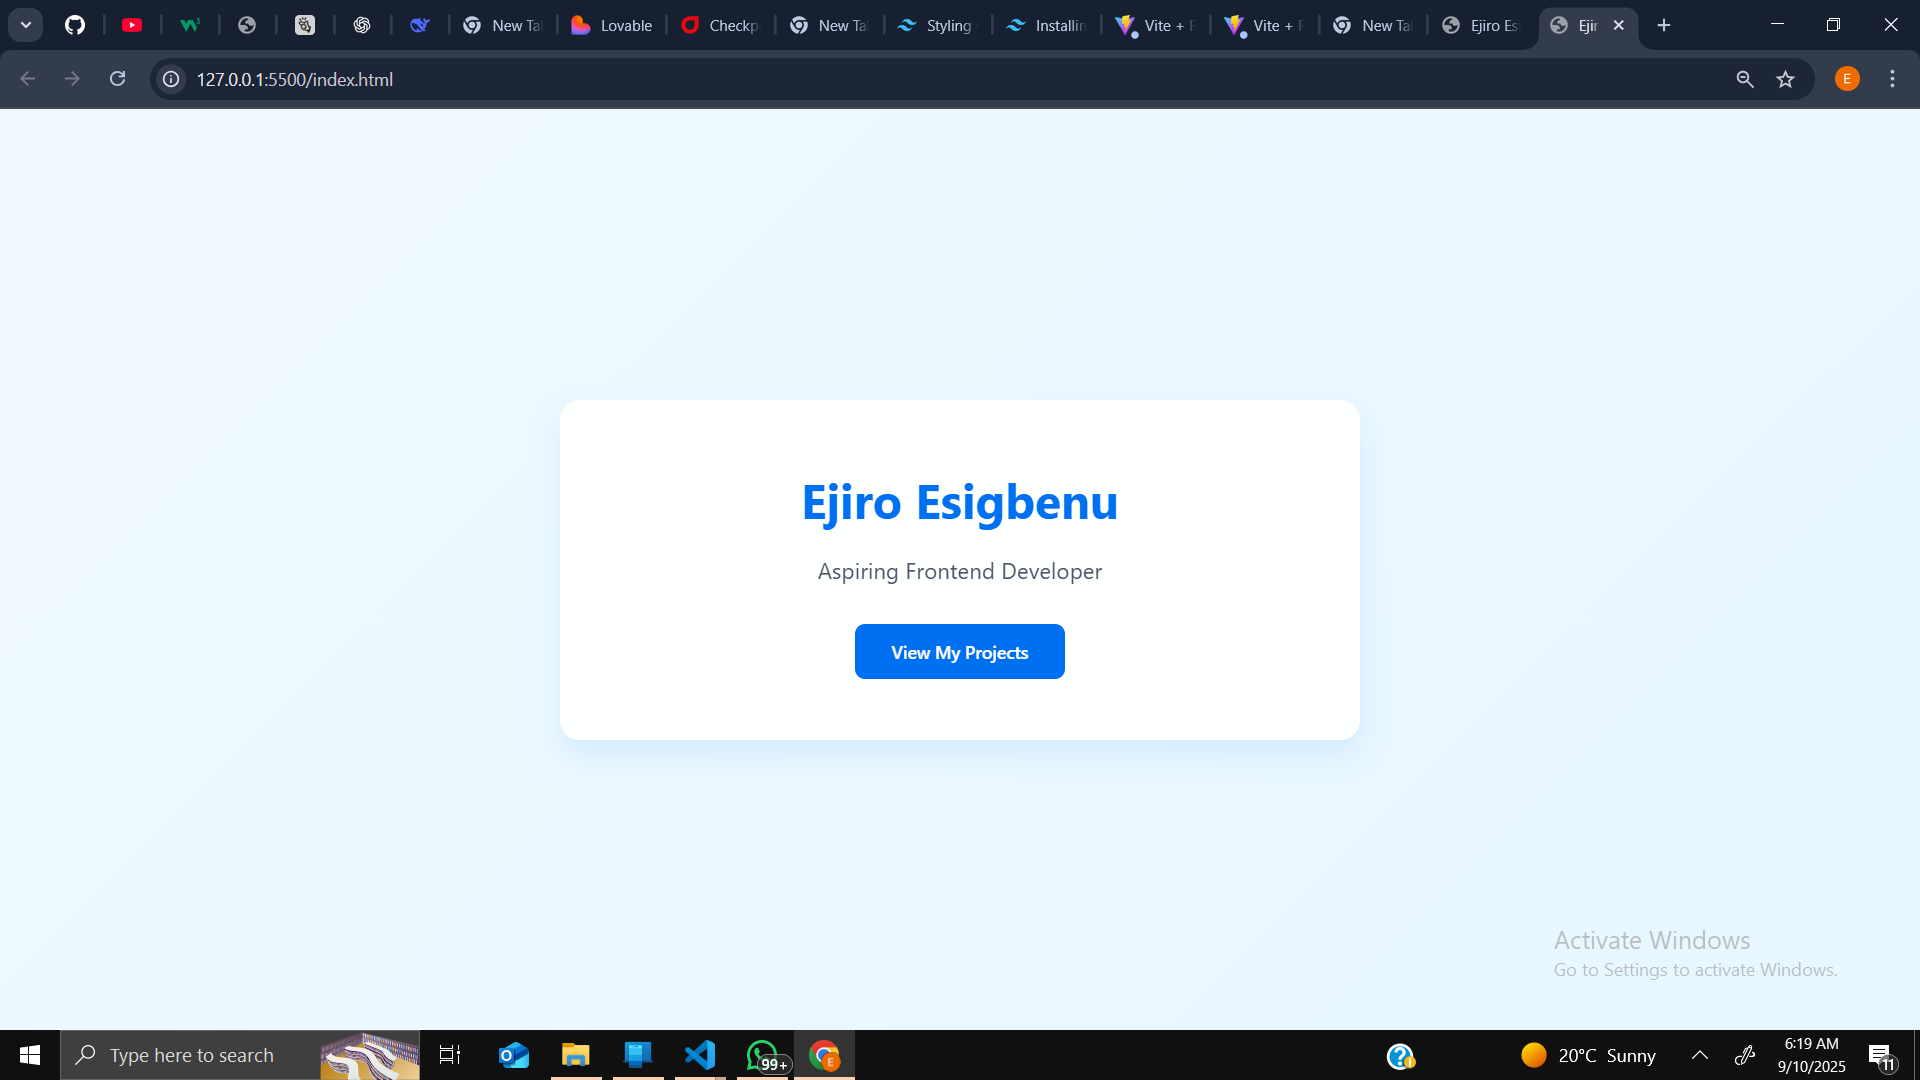 New Ta
Lovable
Checkp
New Ta
Styling
Installin
Vite + R
Vite + R
New Ta
Ejiro Es
Ejir
127.0.0.1:5500/index.html
E
Ejiro Esigbenu
Aspiring Frontend Developer
View My Projects
Activate Windows
Go to Settings to activate Windows.
Type here to search
99+
E
20°C Sunny
6:19 AM
9/10/2025
11